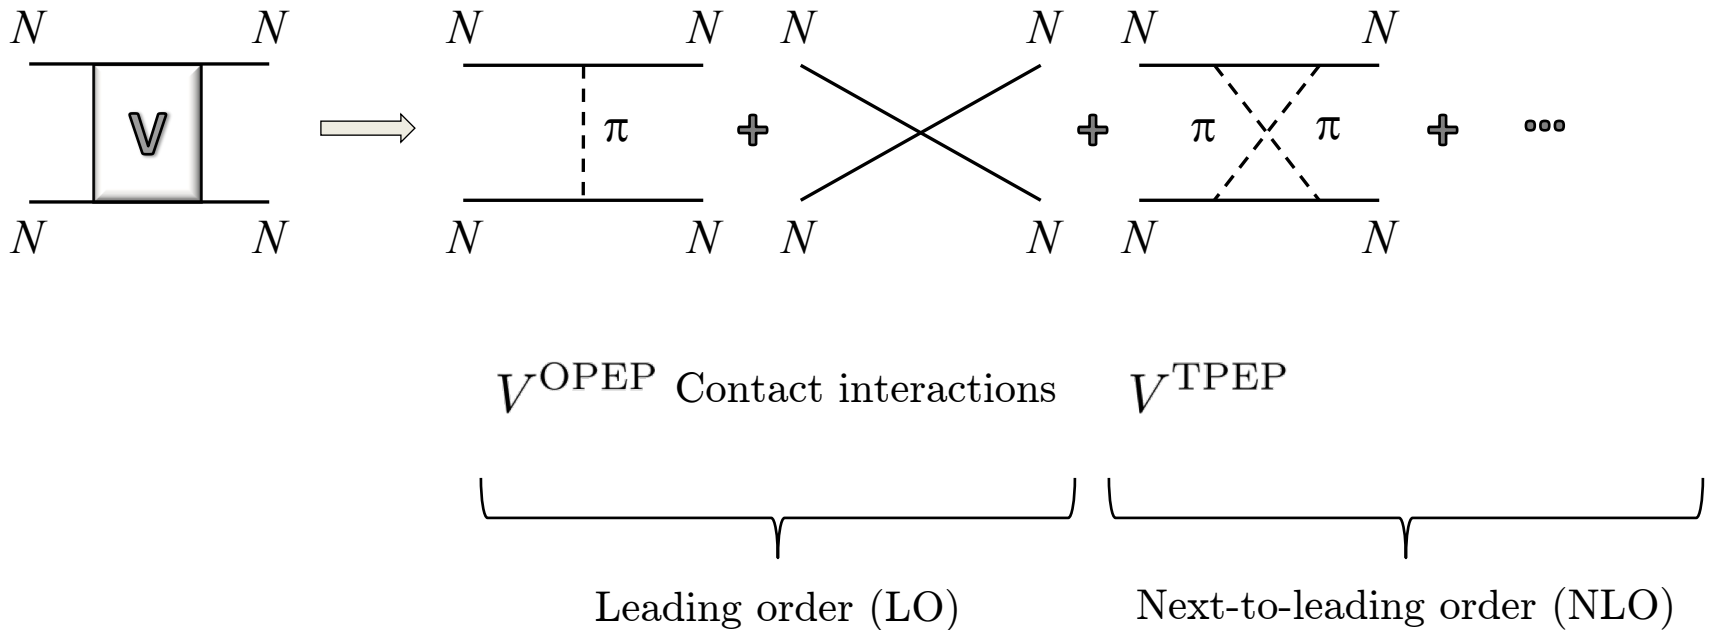 N N N N N N N N
V π + + π π + ...
N N N N N N N N
V^OPEP Contact interactions V^TPEP
Leading order (LO) Next-to-leading order (NLO)